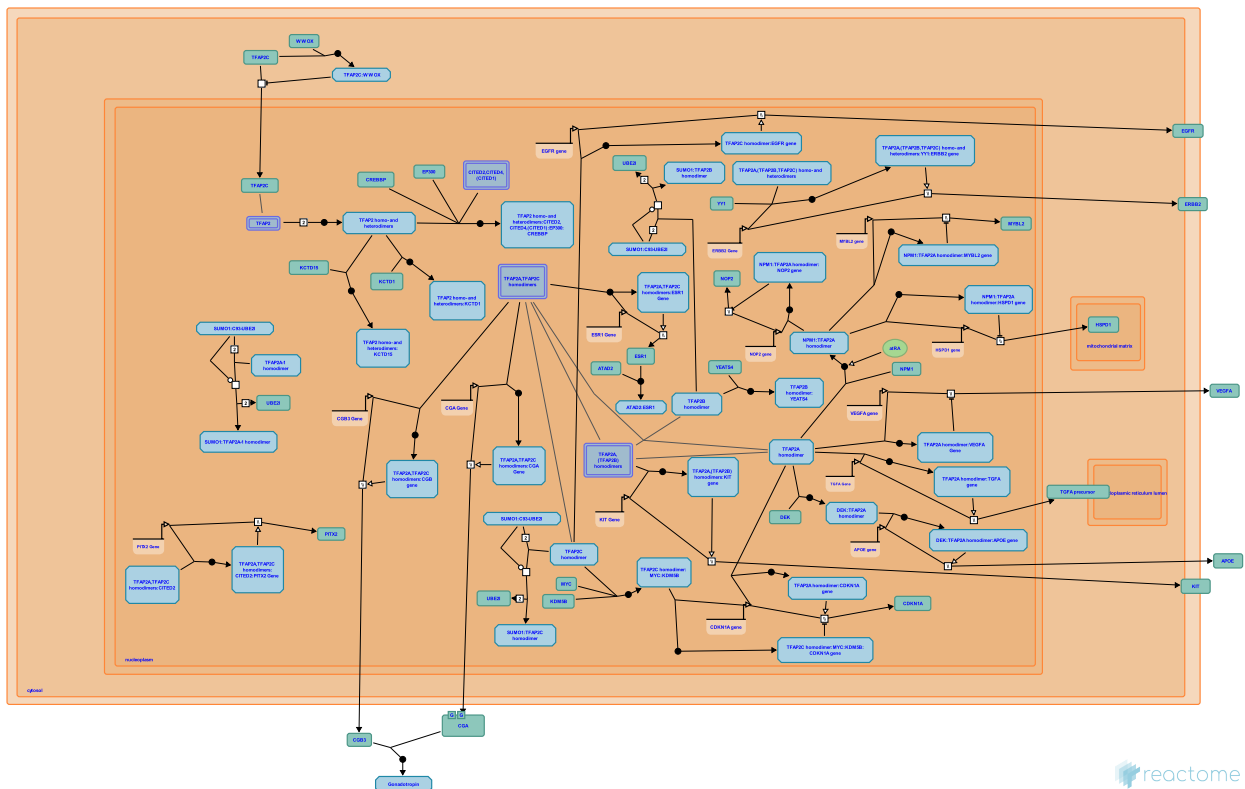 WWOX
TFAP2C
TFAP2C:WWOX
EGFR gene
TFAP2C homodimer:EGFR gene
EGFR
TFAP2A,(TFAP2B,TFAP2C) homo- and
heterodimers:YY1:ERBB2 gene
UBE2I
SUMO1:TFAP2B
homodimer
TFAP2A,(TFAP2B,TFAP2C) homo- and
heterodimers
CREBBP
EP300
CITED2,CITED4,
(CITED1)
TFAP2C
TFAP2
2
TFAP2 homo- and
heterodimers
TFAP2 homo- and
heterodimers:CITED2,
CITED4,(CITED1):EP300:
CREBBP
2
2
SUMO1:C93-UBE2I
YY1
ERBB2 Gene
ERBB2
MYBL2 gene
MYBL2
NPM1:TFAP2A homodimer:MYBL2 gene
KCTD15
KCTD1
TFAP2 homo- and
heterodimers:KCTD1
TFAP2 homo- and
heterodimers:
KCTD15
TFAP2A,TFAP2C
homodimers
TFAP2A,TFAP2C
homodimers:ESR1
Gene
ESR1 Gene
ESR1
ATAD2
ATAD2:ESR1
NOP2
NPM1:TFAP2A homodimer:
NOP2 gene
NOP2 gene
NPM1:TFAP2A
homodimer
NPM1:TFAP2A
homodimer:HSPD1 gene
HSPD1 gene
HSPD1
mitochondrial matrix
atRA
NPM1
SUMO1:C93-UBE2I
2
TFAP2A-I
homodimer
2
UBE2I
SUMO1:TFAP2A-I homodimer
YEATS4
TFAP2B
homodimer
TFAP2B
homodimer:
YEATS4
CGB3 Gene
CGA Gene
VEGFA gene
VEGFA
TFAP2A homodimer:VEGFA
Gene
TFAP2A
homodimer
TFAP2A,
(TFAP2B)
homodimers
TFAP2A,TFAP2C
homodimers:CGB
gene
TFAP2A,TFAP2C
homodimers:CGA
Gene
TFAP2A,(TFAP2B)
homodimers:KIT
gene
KIT Gene
TGFA Gene
TFAP2A homodimer:TGFA
gene
TGFA precursor
DEK
DEK:TFAP2A
homodimer
APOE gene
DEK:TFAP2A homodimer:APOE gene
APOE
PITX2 Gene
PITX2
TFAP2A,TFAP2C
homodimers:CITED2
TFAP2A,TFAP2C
homodimers:
CITED2:PITX2 Gene
SUMO1:C93-UBE2I
2
TFAP2C
homodimer
UBE2I
2
SUMO1:TFAP2C
homodimer
MYC
KDM5B
TFAP2C homodimer:
MYC:KDM5B
TFAP2A homodimer:CDKN1A
gene
CDKN1A gene
CDKN1A
TFAP2C homodimer:MYC:KDM5B:
CDKN1A gene
KIT
nucleoplasm
cytosol
G G
CGA
CGB3
Gonadotropin
reactome